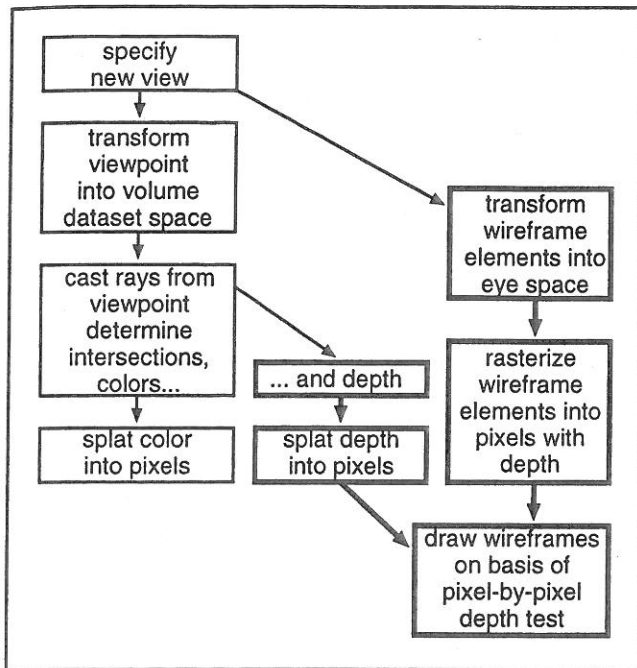 specify
new view
transform
viewpoint
into volume
dataset space
cast rays from
viewpoint
determine
intersections,
colors...
splat color
into pixels
... and depth
splat depth
into pixels
transform
wireframe
elements into
eye space
rasterize
wireframe
elements into
pixels with
depth
draw wireframes
on basis of
pixel-by-pixel
depth test